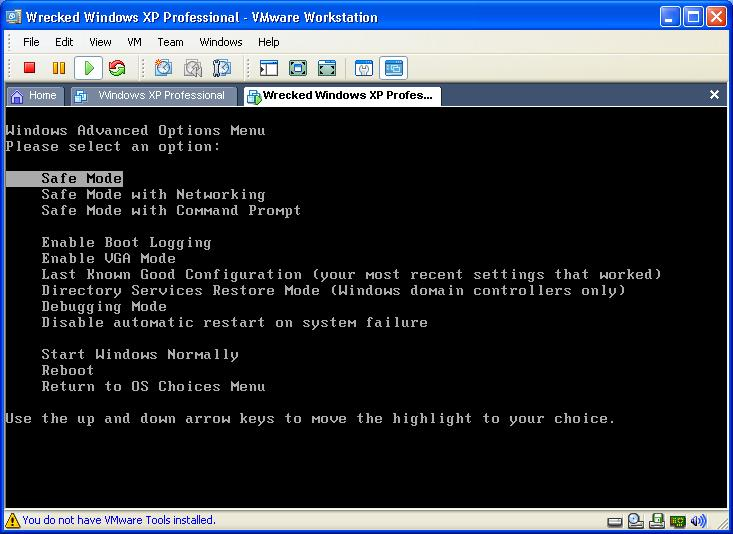 Wrecked Windows XP Professional - VMware Workstation
File Edit View VM Team Windows Help
Home Windows XP Professional Wrecked Windows XP Profes...
Windows Advanced Options Menu
Please select an option:
Safe Mode
Safe Mode with Networking
Safe Mode with Command Prompt
Enable Boot Logging
Enable VGA Mode
Last Known Good Configuration (your most recent settings that worked)
Directory Services Restore Mode (Windows domain controllers only)
Debugging Mode
Disable automatic restart on system failure
Start Windows Normally
Reboot
Return to OS Choices Menu
Use the up and down arrow keys to move the highlight to your choice.
You do not have VMware Tools installed.